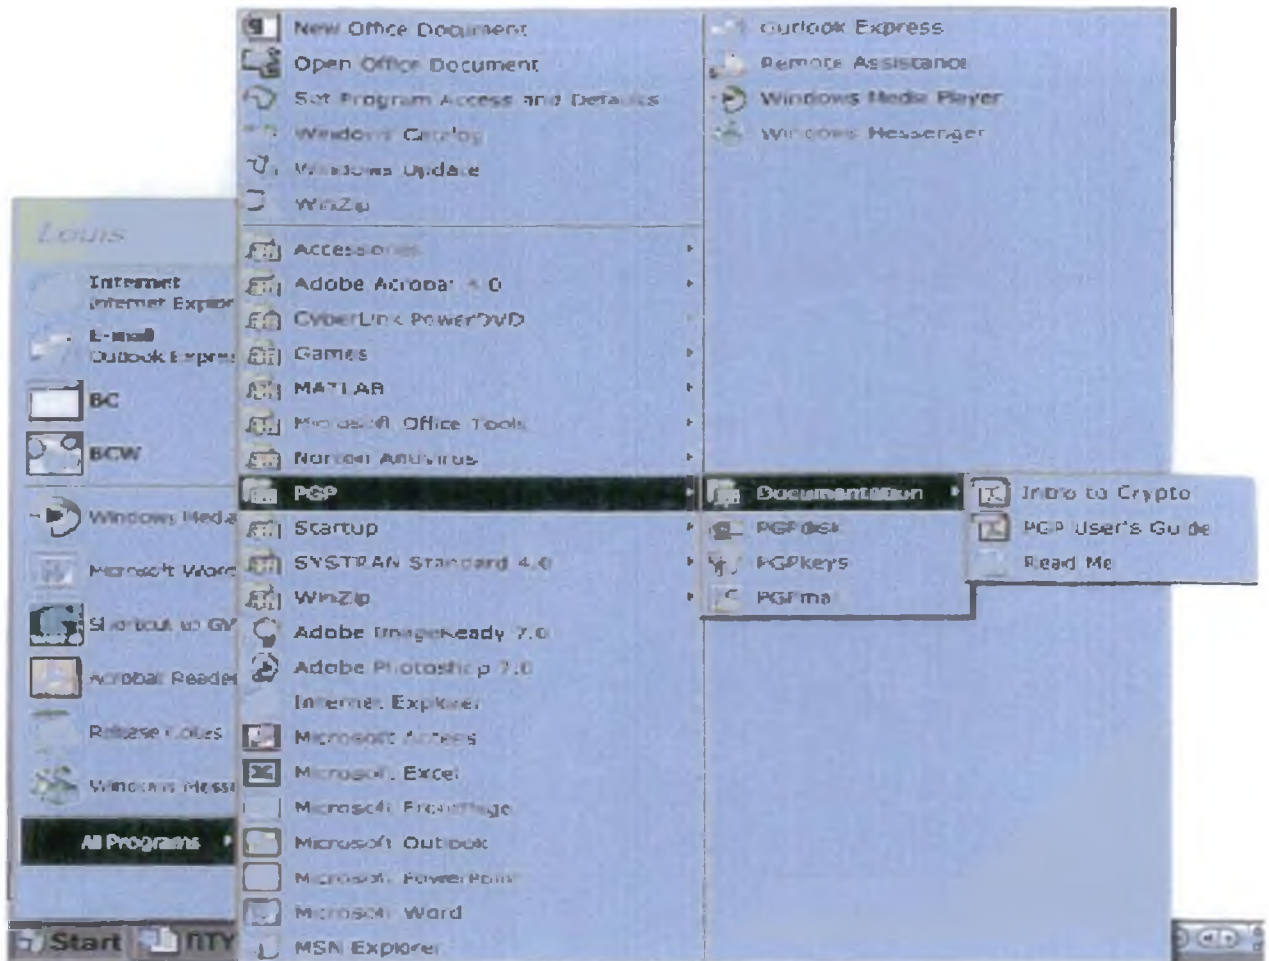 New Office Document
Open Office Document
Set Program Access and Defaults
Windows Catalog
Windows Update
WinZip
Accessories
Adobe Acrobat 4.0
CyberLink PowerDVD
Games
MATLAB
Microsoft Office Tools
Norton Antivirus
PGP
Startup
SYSTRAN Standard 4.0
WinZip
Adobe ImageReady 7.0
Adobe Photoshop 7.0
Internet Explorer
Microsoft Access
Microsoft Excel
Microsoft FrontPage
Microsoft Outlook
Microsoft PowerPoint
Microsoft Word
MSN Explorer
Outlook Express
Remote Assistance
Windows Media Player
Windows Messenger
Documentation
PGPdisk
PGPkeys
PGPmail
Intro to Crypto
PGP User's Guide
Read Me
Louis
Internet
Internet Explor
E-mail
Outlook Expres
BC
BCW
Windows Media
Microsoft Word
Shortcut to GV
Acrobat Reader
Release Notes
Windows Messe
All Programs
Start